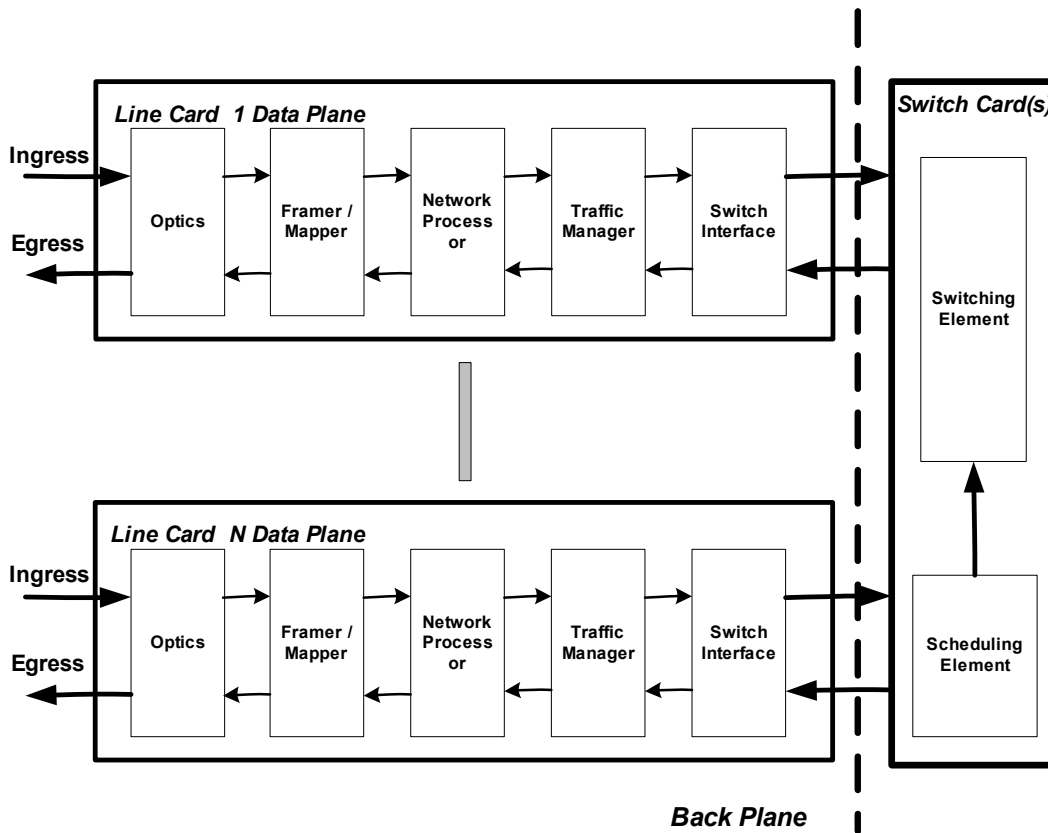 Line Card 1 Data Plane
Switch Card(s)
Ingress
Egress
Optics
Framer /
Mapper
Network
Process
or
Traffic
Manager
Switch
Interface
Switching
Element
Line Card N Data Plane
Ingress
Egress
Optics
Framer /
Mapper
Network
Process
or
Traffic
Manager
Switch
Interface
Scheduling
Element
Back Plane